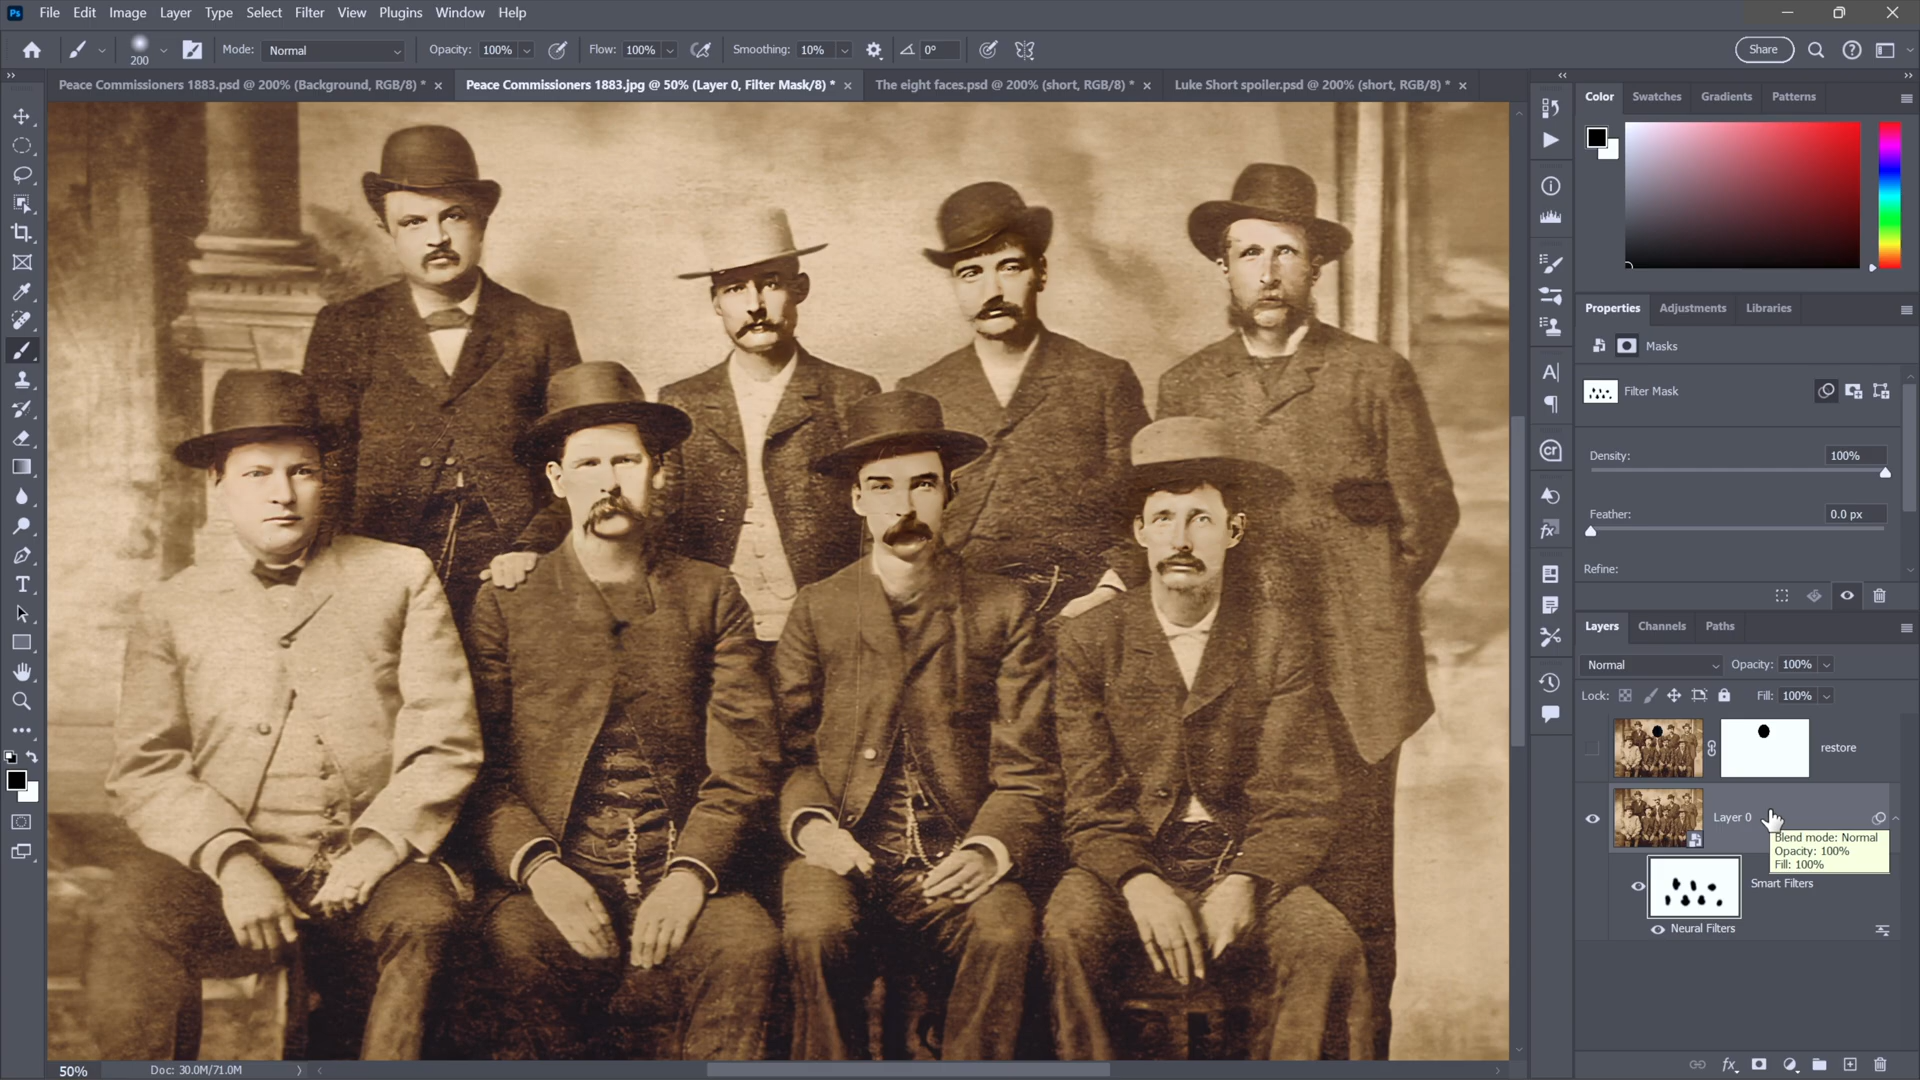 Ps File Edit Image Layer Type Select Filter View Plugins Window Help
200 Mode: Normal Opacity: 100% Flow: 100% Smoothing: 10% 0° Share
Peace Commissioners 1883.psd @ 200% (Background, RGB/8) * Peace Commissioners 1883.jpg @ 50% (Layer 0, Filter Mask/8) * The eight faces.psd @ 200% (short, RGB/8) * Luke Short spoiler.psd @ 200% (short, RGB/8) *
Color Swatches Gradients Patterns
Properties Adjustments Libraries
Masks
Filter Mask
Density: 100%
Feather: 0.0 px
Refine:
Layers Channels Paths
Normal Opacity: 100%
Lock: Fill: 100%
restore
Layer 0
Blend mode: Normal
Opacity: 100%
Fill: 100%
Smart Filters
Neural Filters
50% Doc: 30.0M/71.0M